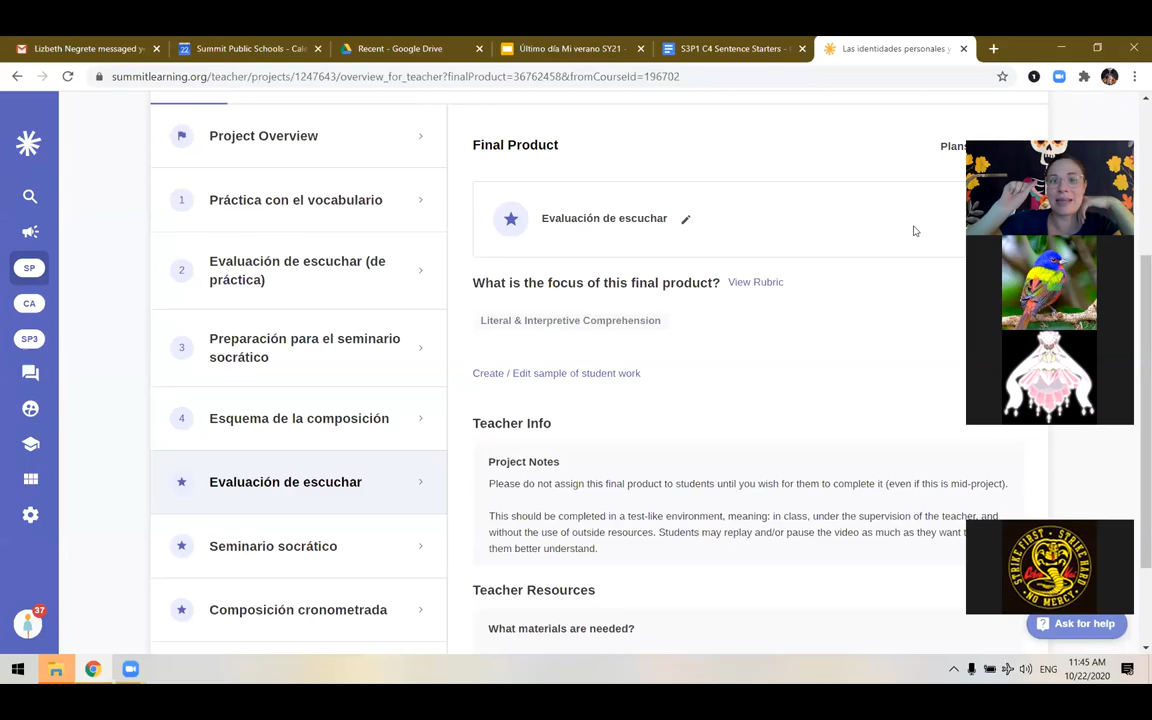 Lizbeth Negrete messaged y
Summit Public Schools - Cale
Recent - Google Drive
Último día Mi verano SY21 -
S3P1 C4 Sentence Starters -
Las identidades personales y
summitlearning.org/teacher/projects/1247643/overview_for_teacher?finalProduct=367624588&fromCourseId=196702
SP
CA
SP3
37
Project Overview
1
Práctica con el vocabulario
2
Evaluación de escuchar (de
práctica)
3
Preparación para el seminario
socrático
4
Esquema de la composición
Evaluación de escuchar
Seminario socrático
Composición cronometrada
Final Product
Plans
Evaluación de escuchar
What is the focus of this final product? View Rubric
Literal & Interpretive Comprehension
Create / Edit sample of student work
Teacher Info
Project Notes
Please do not assign this final product to students until you wish for them to complete it (even if this is mid-project).
This should be completed in a test-like environment, meaning: in class, under the supervision of the teacher, and
without the use of outside resources. Students may replay and/or pause the video as much as they want
them better understand.
Teacher Resources
What materials are needed?
STRIKE FIRST • STRIKE HARD
Cobra Kai
NO MERCY
Ask for help
ENG
11:45 AM
10/22/2020